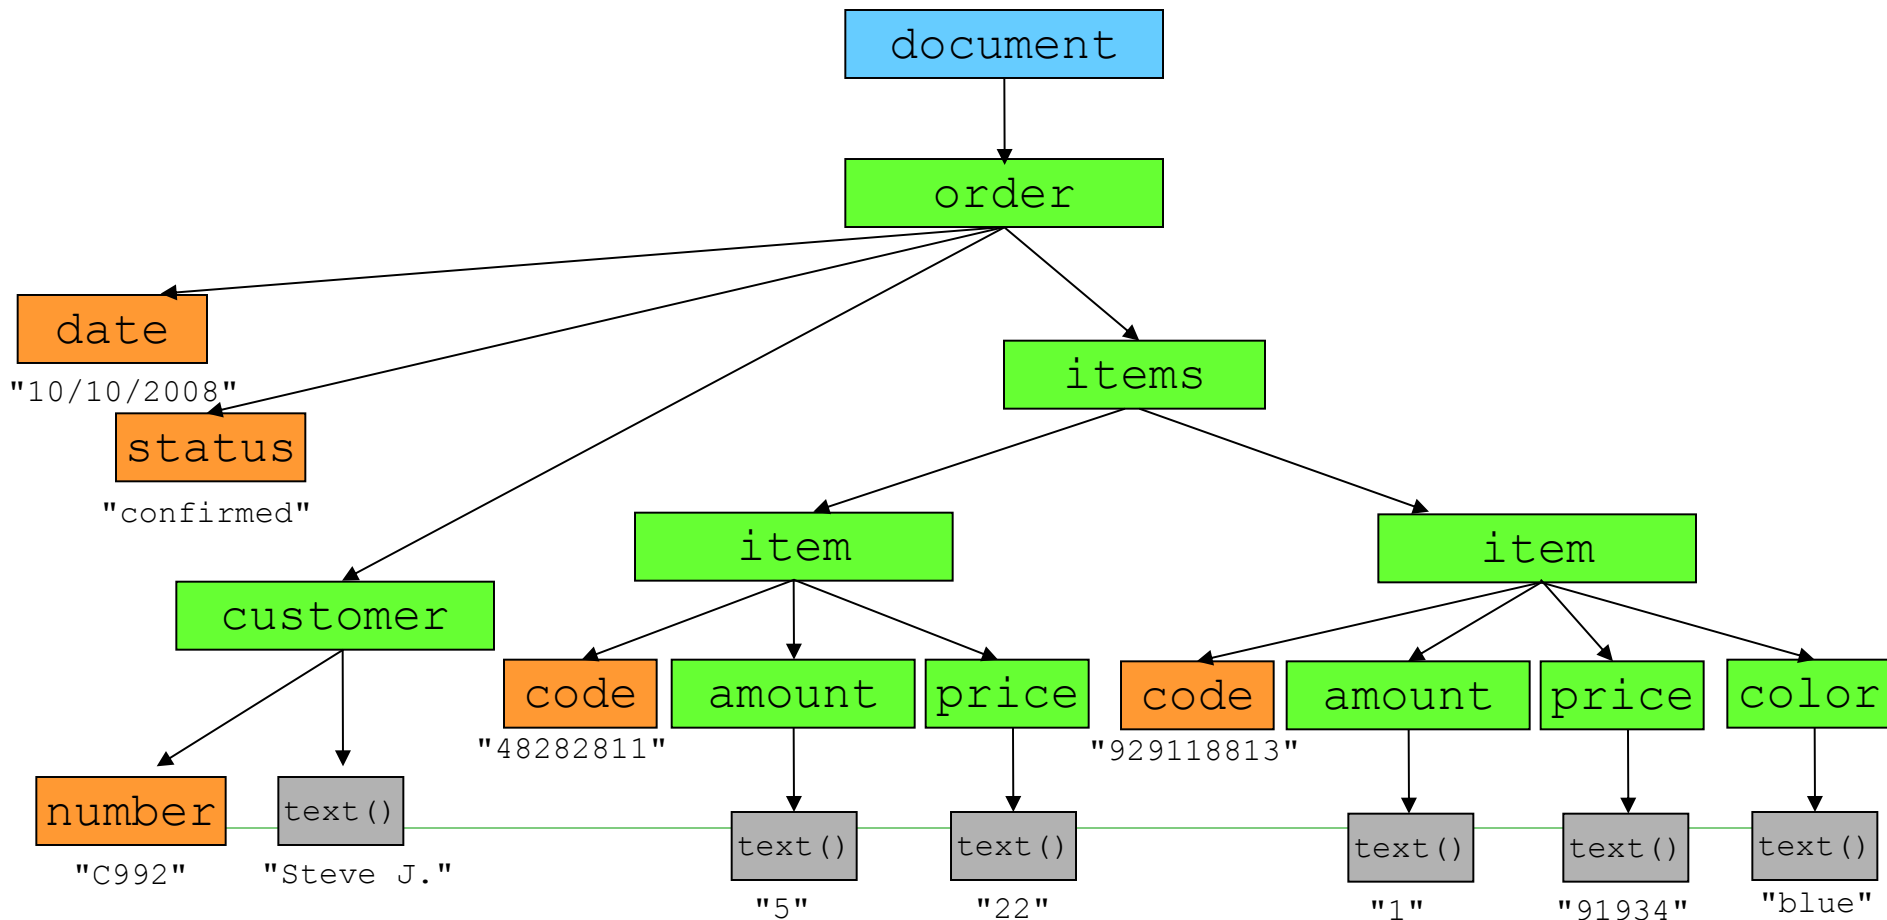 document
order
date
"10/10/2008"
items
status
"confirmed"
item
item
customer
code
amount
price
code
amount
price
color
"48282811"
"929118813"
number
text()
text()
text()
text()
text()
text()
"C992"
"Steve J."
"5"
"22"
"1"
"91934"
"blue"